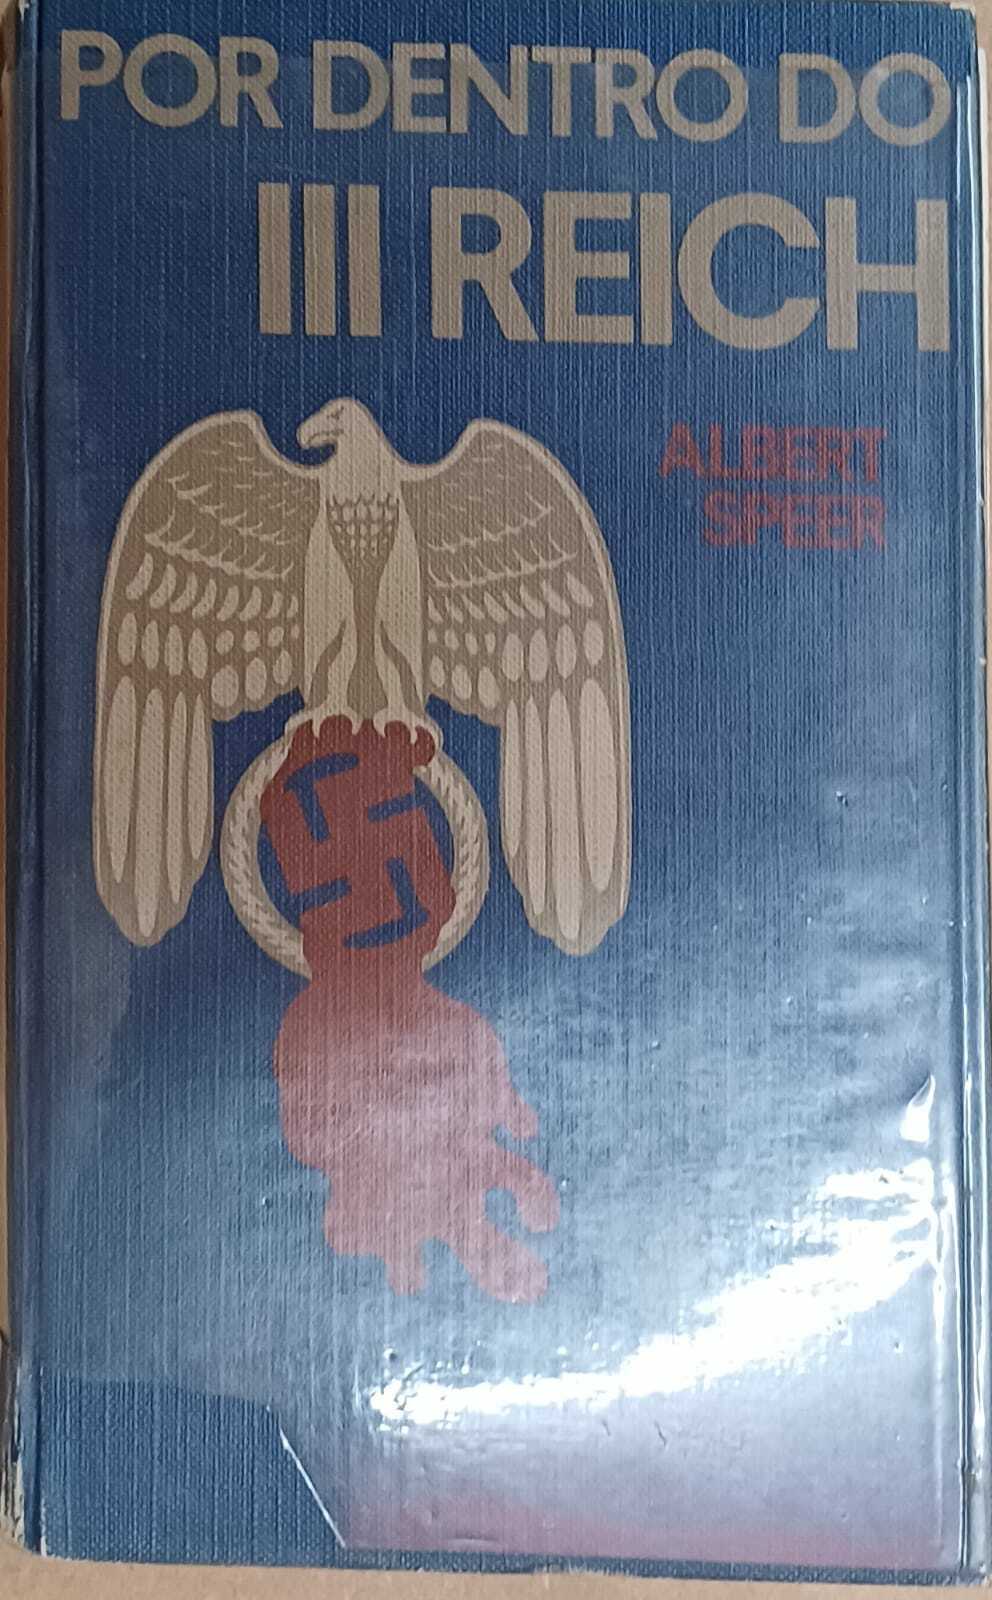 POR DENTRO DO
III REICH
ALBERT
SPEER